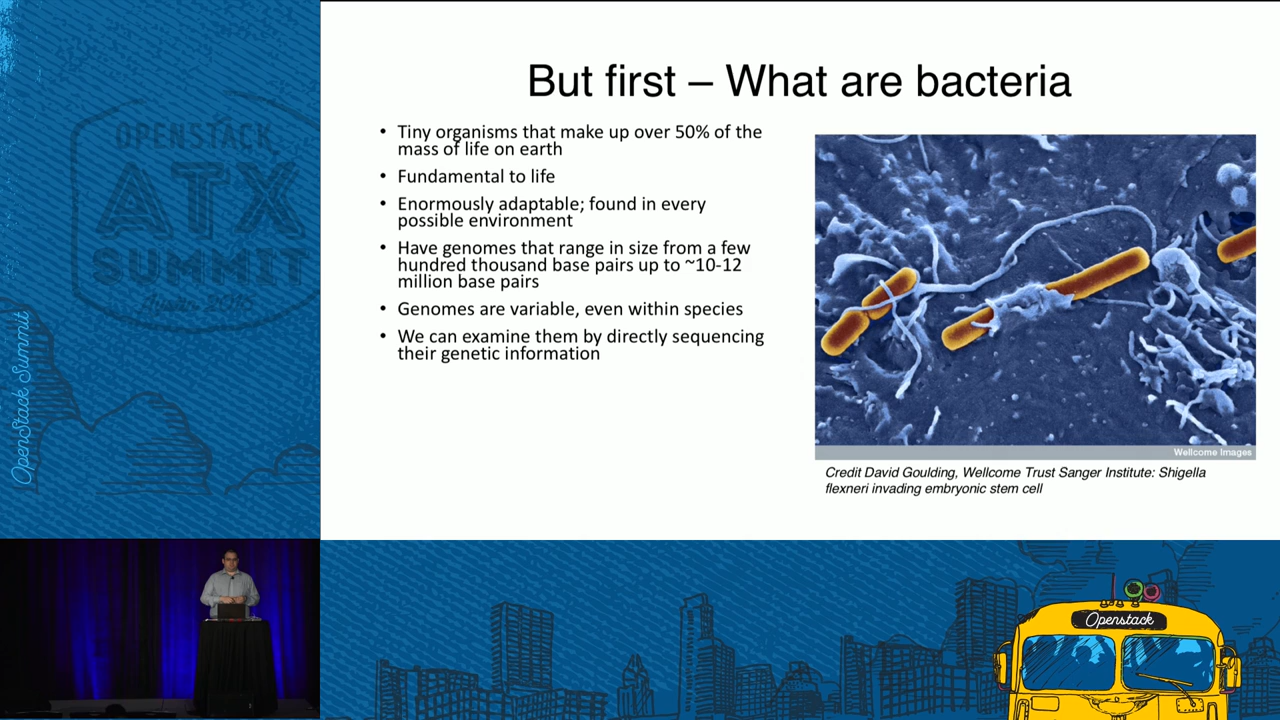 But first – What are bacteria
• Tiny organisms that make up over 50% of the
mass of life on earth
• Fundamental to life
• Enormously adaptable; found in every
possible environment
• Have genomes that range in size from a few
hundred thousand base pairs up to ~10-12
million base pairs
• Genomes are variable, even within species
• We can examine them by directly sequencing
their genetic information
Wellcome Images
Credit David Goulding, Wellcome Trust Sanger Institute: Shigella
flexneri invading embryonic stem cell
OPENSTACK
ATX
SUMMIT
OpenStack Summit
Openstack